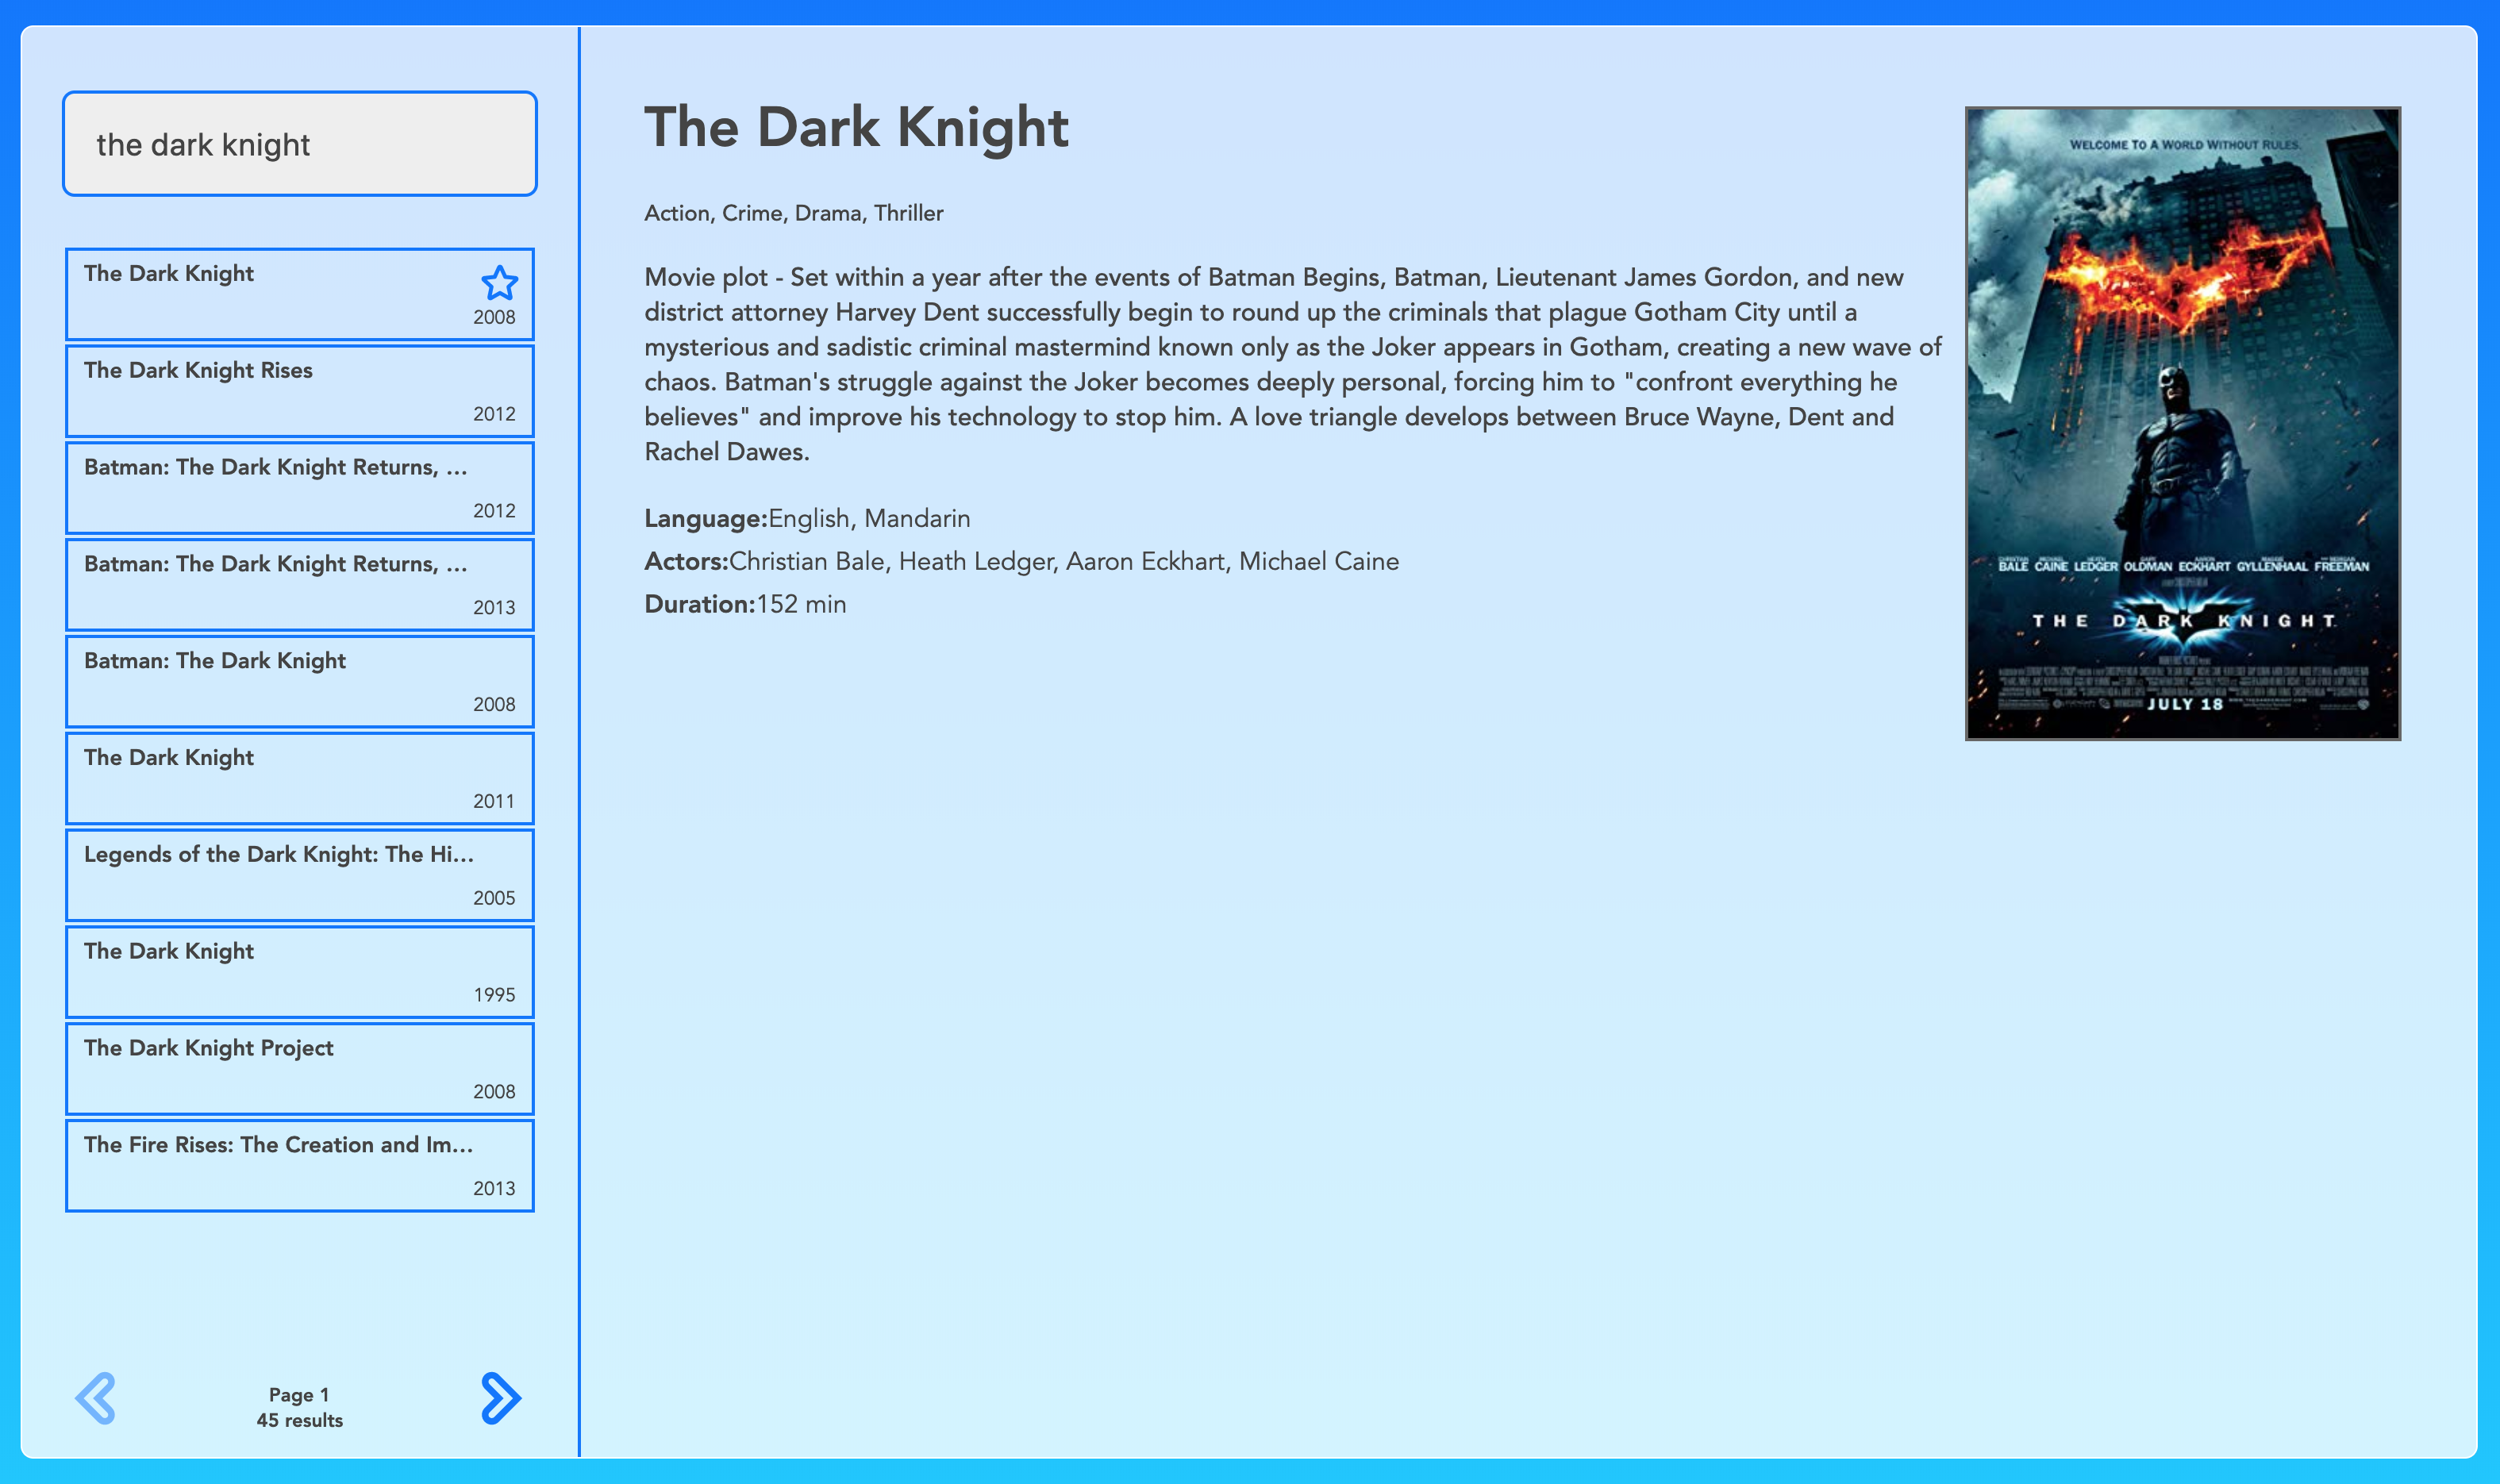 the dark knight
The Dark Knight
2008
The Dark Knight Rises
2012
Batman: The Dark Knight Returns, ...
2012
Batman: The Dark Knight Returns, ...
2013
Batman: The Dark Knight
2008
The Dark Knight
2011
Legends of the Dark Knight: The Hi...
2005
The Dark Knight
1995
The Dark Knight Project
2008
The Fire Rises: The Creation and Im...
2013
Page 1
45 results
The Dark Knight
Action, Crime, Drama, Thriller
Movie plot - Set within a year after the events of Batman Begins, Batman, Lieutenant James Gordon, and new
district attorney Harvey Dent successfully begin to round up the criminals that plague Gotham City until a
mysterious and sadistic criminal mastermind known only as the Joker appears in Gotham, creating a new wave of
chaos. Batman's struggle against the Joker becomes deeply personal, forcing him to "confront everything he
believes" and improve his technology to stop him. A love triangle develops between Bruce Wayne, Dent and
Rachel Dawes.
Language:English, Mandarin
Actors:Christian Bale, Heath Ledger, Aaron Eckhart, Michael Caine
Duration:152 min
WELCOME TO A WORLD WITHOUT RULES.
BALE CAINE LEDGER OLDMAN ECKHART GYLLENHAAL FREEMAN
THE DARK KNIGHT
JULY 18